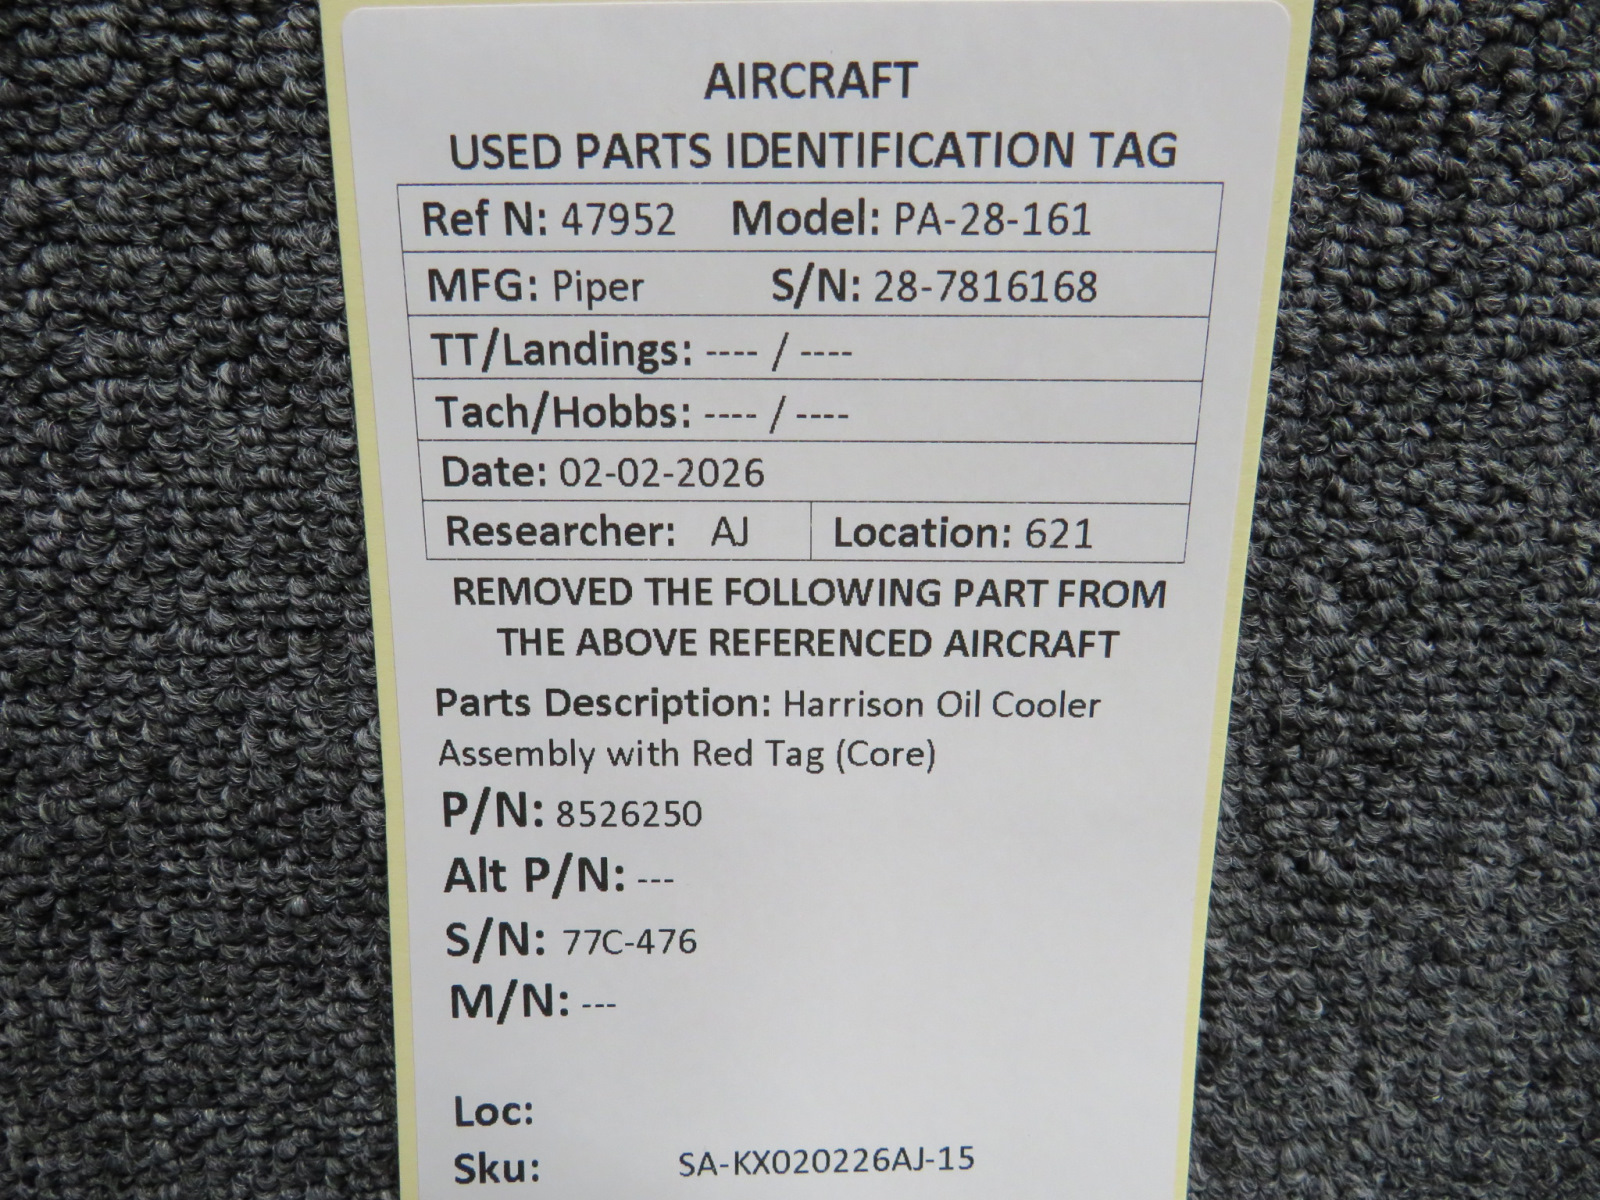 AIRCRAFT
USED PARTS IDENTIFICATION TAG
Ref N: 47952 Model: PA-28-161
MFG: Piper S/N: 28-7816168
TT/Landings: ---- / ----
Tach/Hobbs: ---- / ----
Date: 02-02-2026
Researcher: AJ Location: 621
REMOVED THE FOLLOWING PART FROM
THE ABOVE REFERENCED AIRCRAFT
Parts Description: Harrison Oil Cooler
Assembly with Red Tag (Core)
P/N: 8526250
Alt P/N: ---
S/N: 77C-476
M/N: ---
Loc:
Sku: SA-KX020226AJ-15